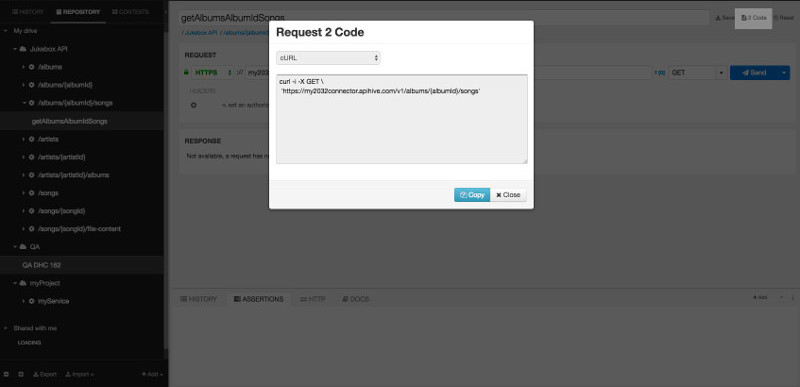 HISTORY REPOSITORY CONTEXTS
My drive
Jukebox API
/albums
/albums/{albumId}
/albums/{albumId}/songs
getAlbumsAlbumIdSongs
/artists
/artists/{artistId}
/artists/{artistId}/albums
/songs
/songs/{songId}
/songs/{songId}/file-content
QA
QA DHC 162
myProject
myService
Shared with me
LOADING
Export Import Add
getAlbumsAlbumIdSongs
Save 2 Code Reset
/ Jukebox API / /albums/{albumId}
REQUEST
HTTPS :// my203 GET Send
HEADERS
set an authoriz
RESPONSE
Not available, a request has n
Request 2 Code
cURL
curl -i -X GET \
'https://my2032connector.apihive.com/v1/albums/{albumId}/songs'
Copy Close
HISTORY ASSERTIONS HTTP DOCS
Add